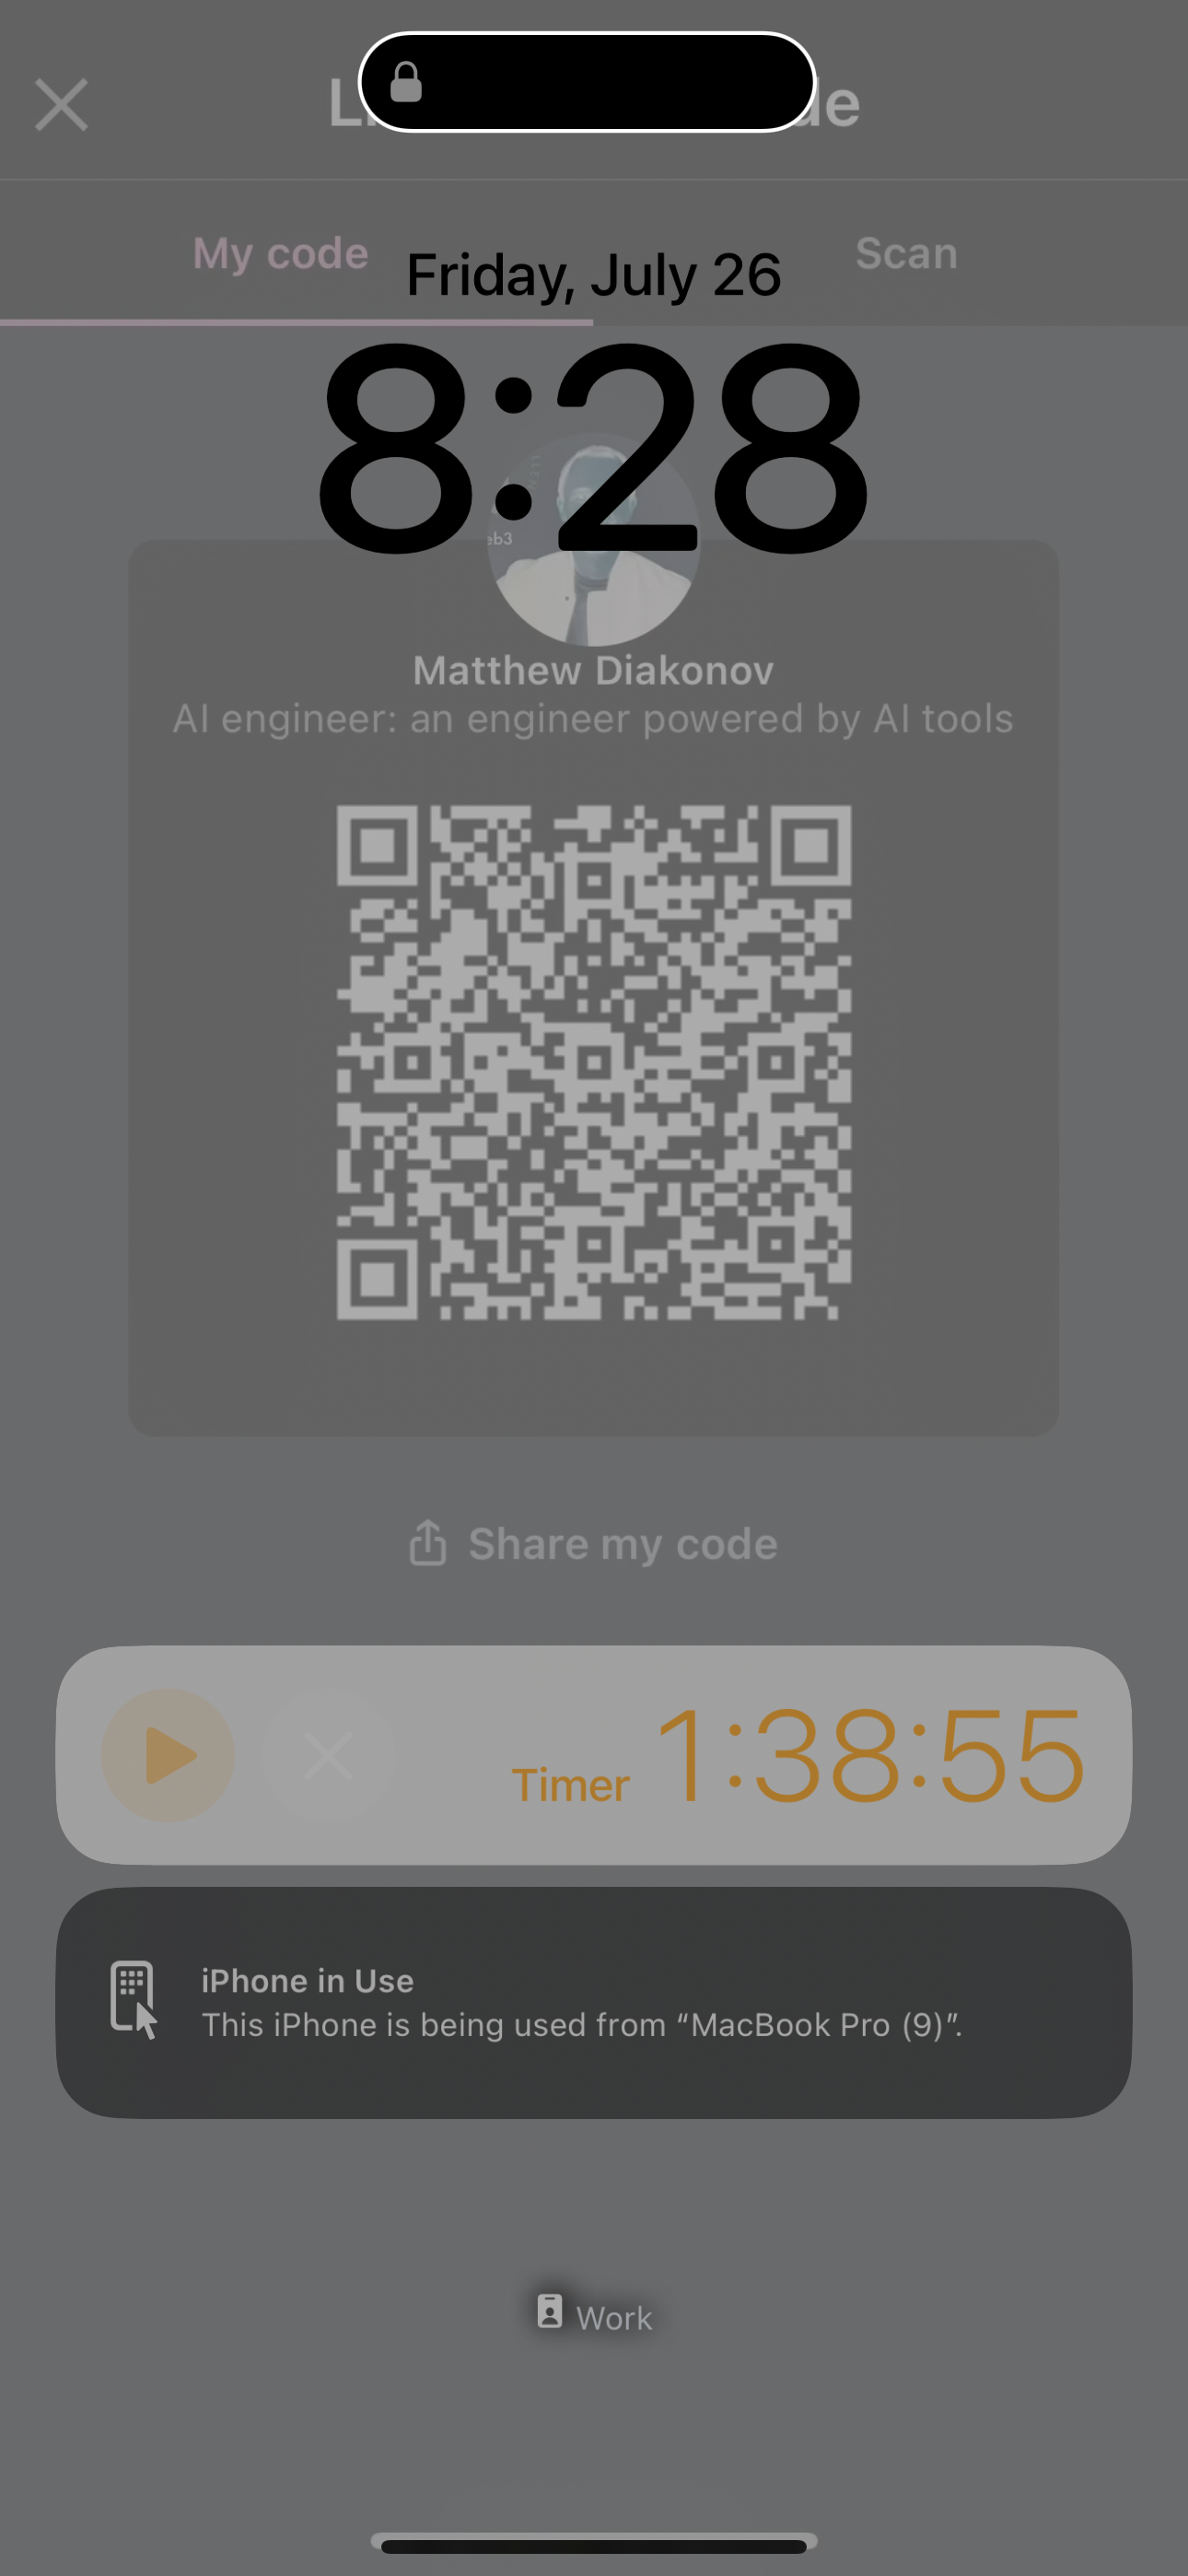 My code
Scan
Friday, July 26
8:28
eb3
Matthew Diakonov
AI engineer: an engineer powered by AI tools
Share my code
Timer 1:38:55
iPhone in Use
This iPhone is being used from “MacBook Pro (9)”.
Work